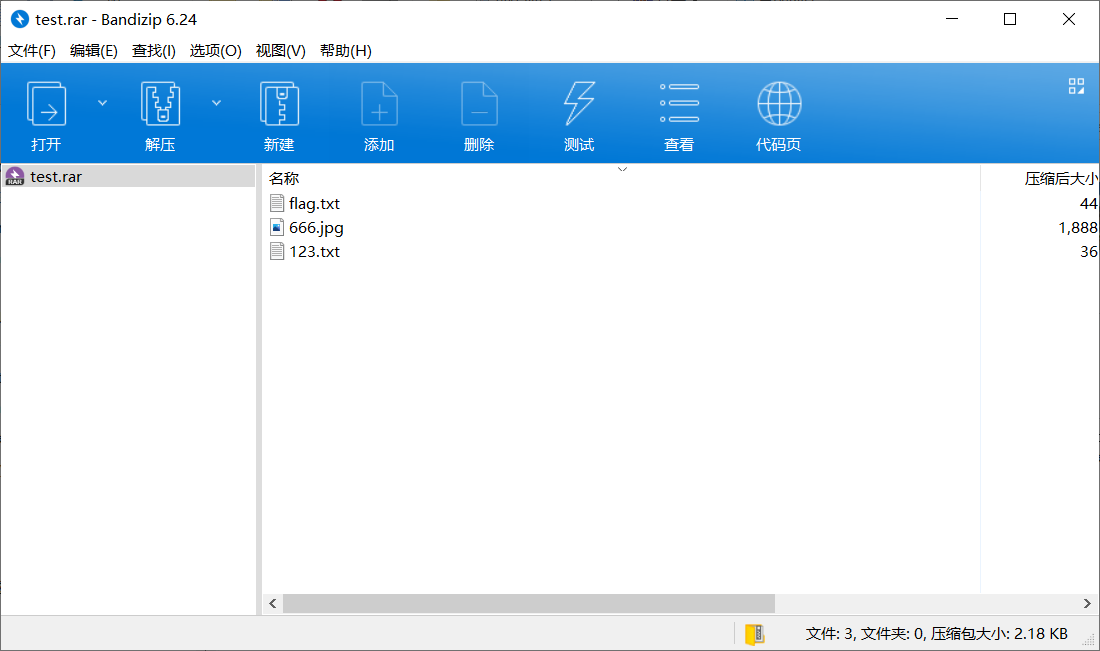 test.rar - Bandizip 6.24
文件(F) 编辑(E) 查找(I) 选项(O) 视图(V) 帮助(H)
打开 解压 新建 添加 删除 测试 查看 代码页
RAR test.rar
名称 压缩后大小
flag.txt 44
666.jpg 1,888
123.txt 36
文件: 3, 文件夹: 0, 压缩包大小: 2.18 KB